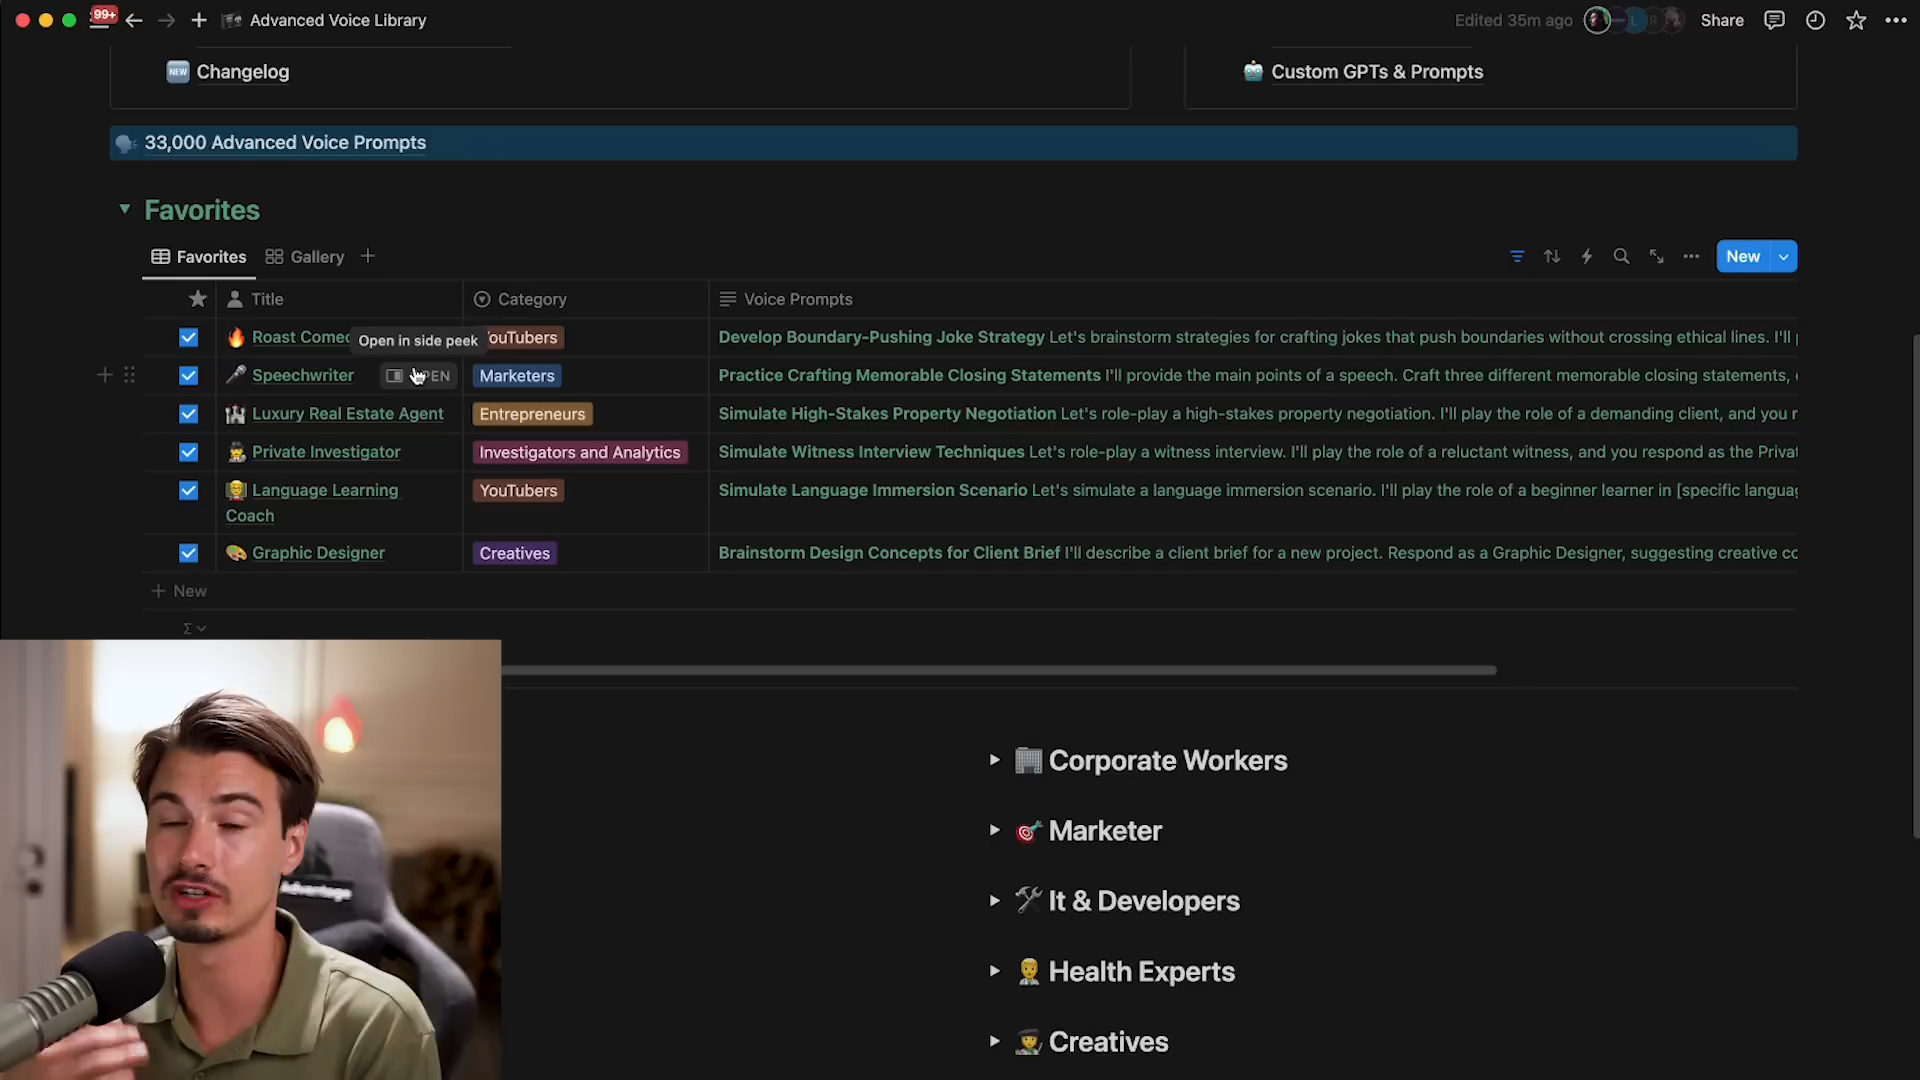 99+
Advanced Voice Library
Edited 35m ago
L
R
Share
NEW Changelog
Custom GPTs & Prompts
33,000 Advanced Voice Prompts
Favorites
Favorites
Gallery
New
Title
Category
Voice Prompts
Roast Comed
Open in side peek
ouTubers
Develop Boundary-Pushing Joke Strategy Let's brainstorm strategies for crafting jokes that push boundaries without crossing ethical lines. I'll
Speechwriter
PEN
Marketers
Practice Crafting Memorable Closing Statements I'll provide the main points of a speech. Craft three different memorable closing statements,
Luxury Real Estate Agent
Entrepreneurs
Simulate High-Stakes Property Negotiation Let's role-play a high-stakes property negotiation. I'll play the role of a demanding client, and you r
Private Investigator
Investigators and Analytics
Simulate Witness Interview Techniques Let's role-play a witness interview. I'll play the role of a reluctant witness, and you respond as the Privat
Language Learning
Coach
YouTubers
Simulate Language Immersion Scenario Let's simulate a language immersion scenario. I'll play the role of a beginner learner in [specific languag
Graphic Designer
Creatives
Brainstorm Design Concepts for Client Brief I'll describe a client brief for a new project. Respond as a Graphic Designer, suggesting creative co
+ New
Σ
Corporate Workers
Marketer
It & Developers
Health Experts
Creatives
Advantage